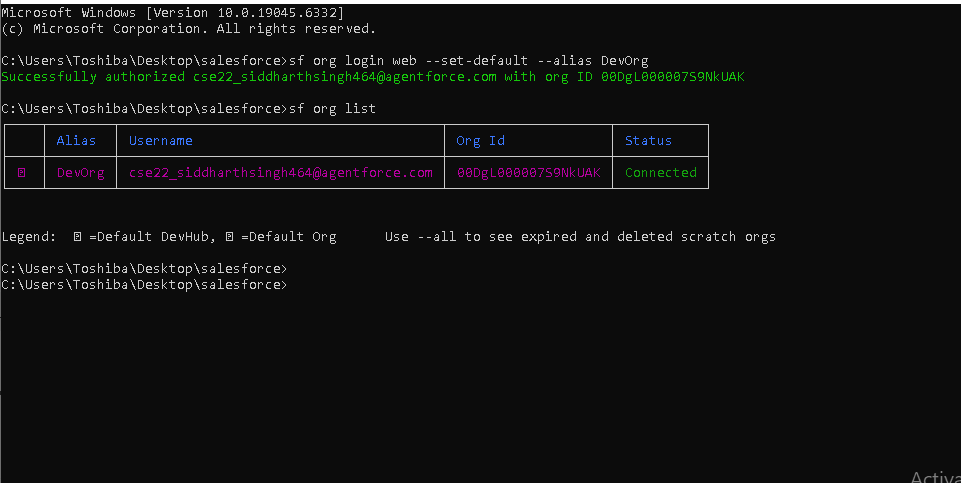 Microsoft Windows [Version 10.0.19045.6332]
(c) Microsoft Corporation. All rights reserved.
C:\Users\Toshiba\Desktop\salesforce>sf org login web --set-default --alias DevOrg
Successfully authorized cse22_siddharthsingh464@agentforce.com with org ID 00DgL000007S9NkUAK
C:\Users\Toshiba\Desktop\salesforce>sf org list
Alias Username Org Id Status
DevOrg cse22_siddharthsingh464@agentforce.com 00DgL000007S9NkUAK Connected
Legend: =Default DevHub, =Default Org Use --all to see expired and deleted scratch orgs
C:\Users\Toshiba\Desktop\salesforce>
C:\Users\Toshiba\Desktop\salesforce>
Activa